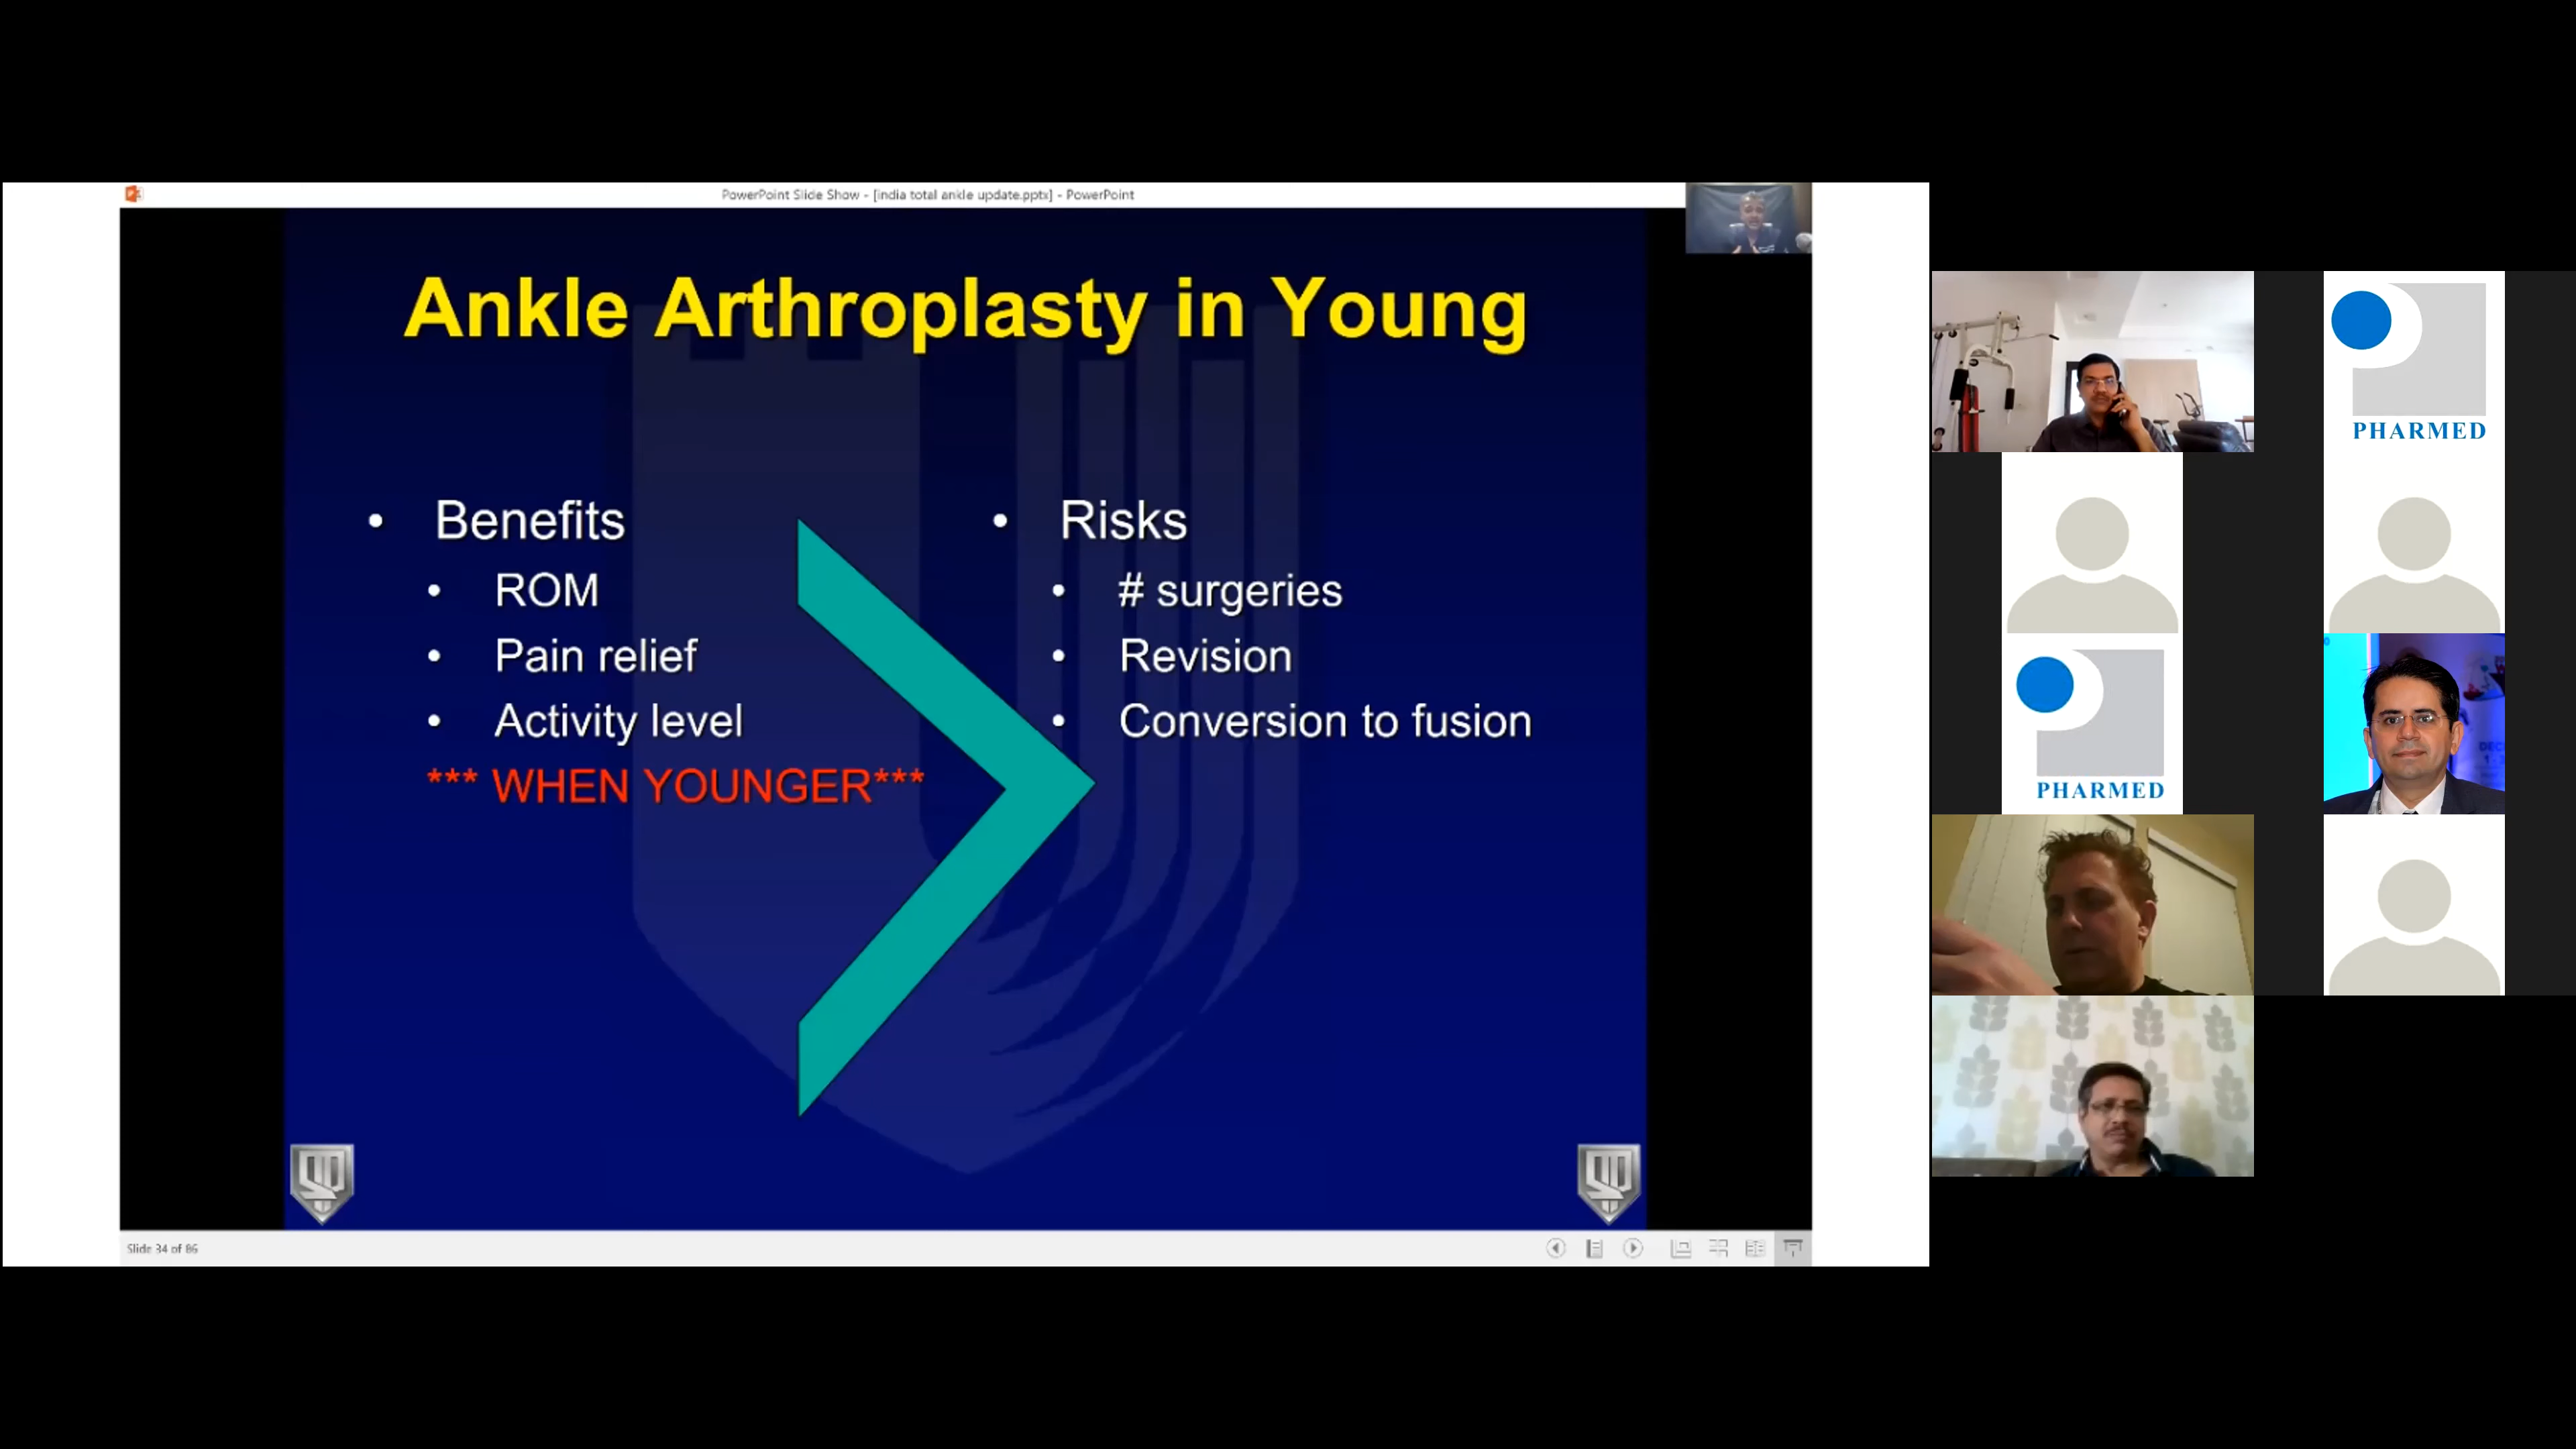 PowerPoint Slide Show - [india total ankle update.pptx] - PowerPoint
Ankle Arthroplasty in Young
• Benefits
• ROM
• Pain relief
• Activity level
*** WHEN YOUNGER***
• Risks
• # surgeries
• Revision
• Conversion to fusion
Slide 34 of 86
PHARMED
PHARMED